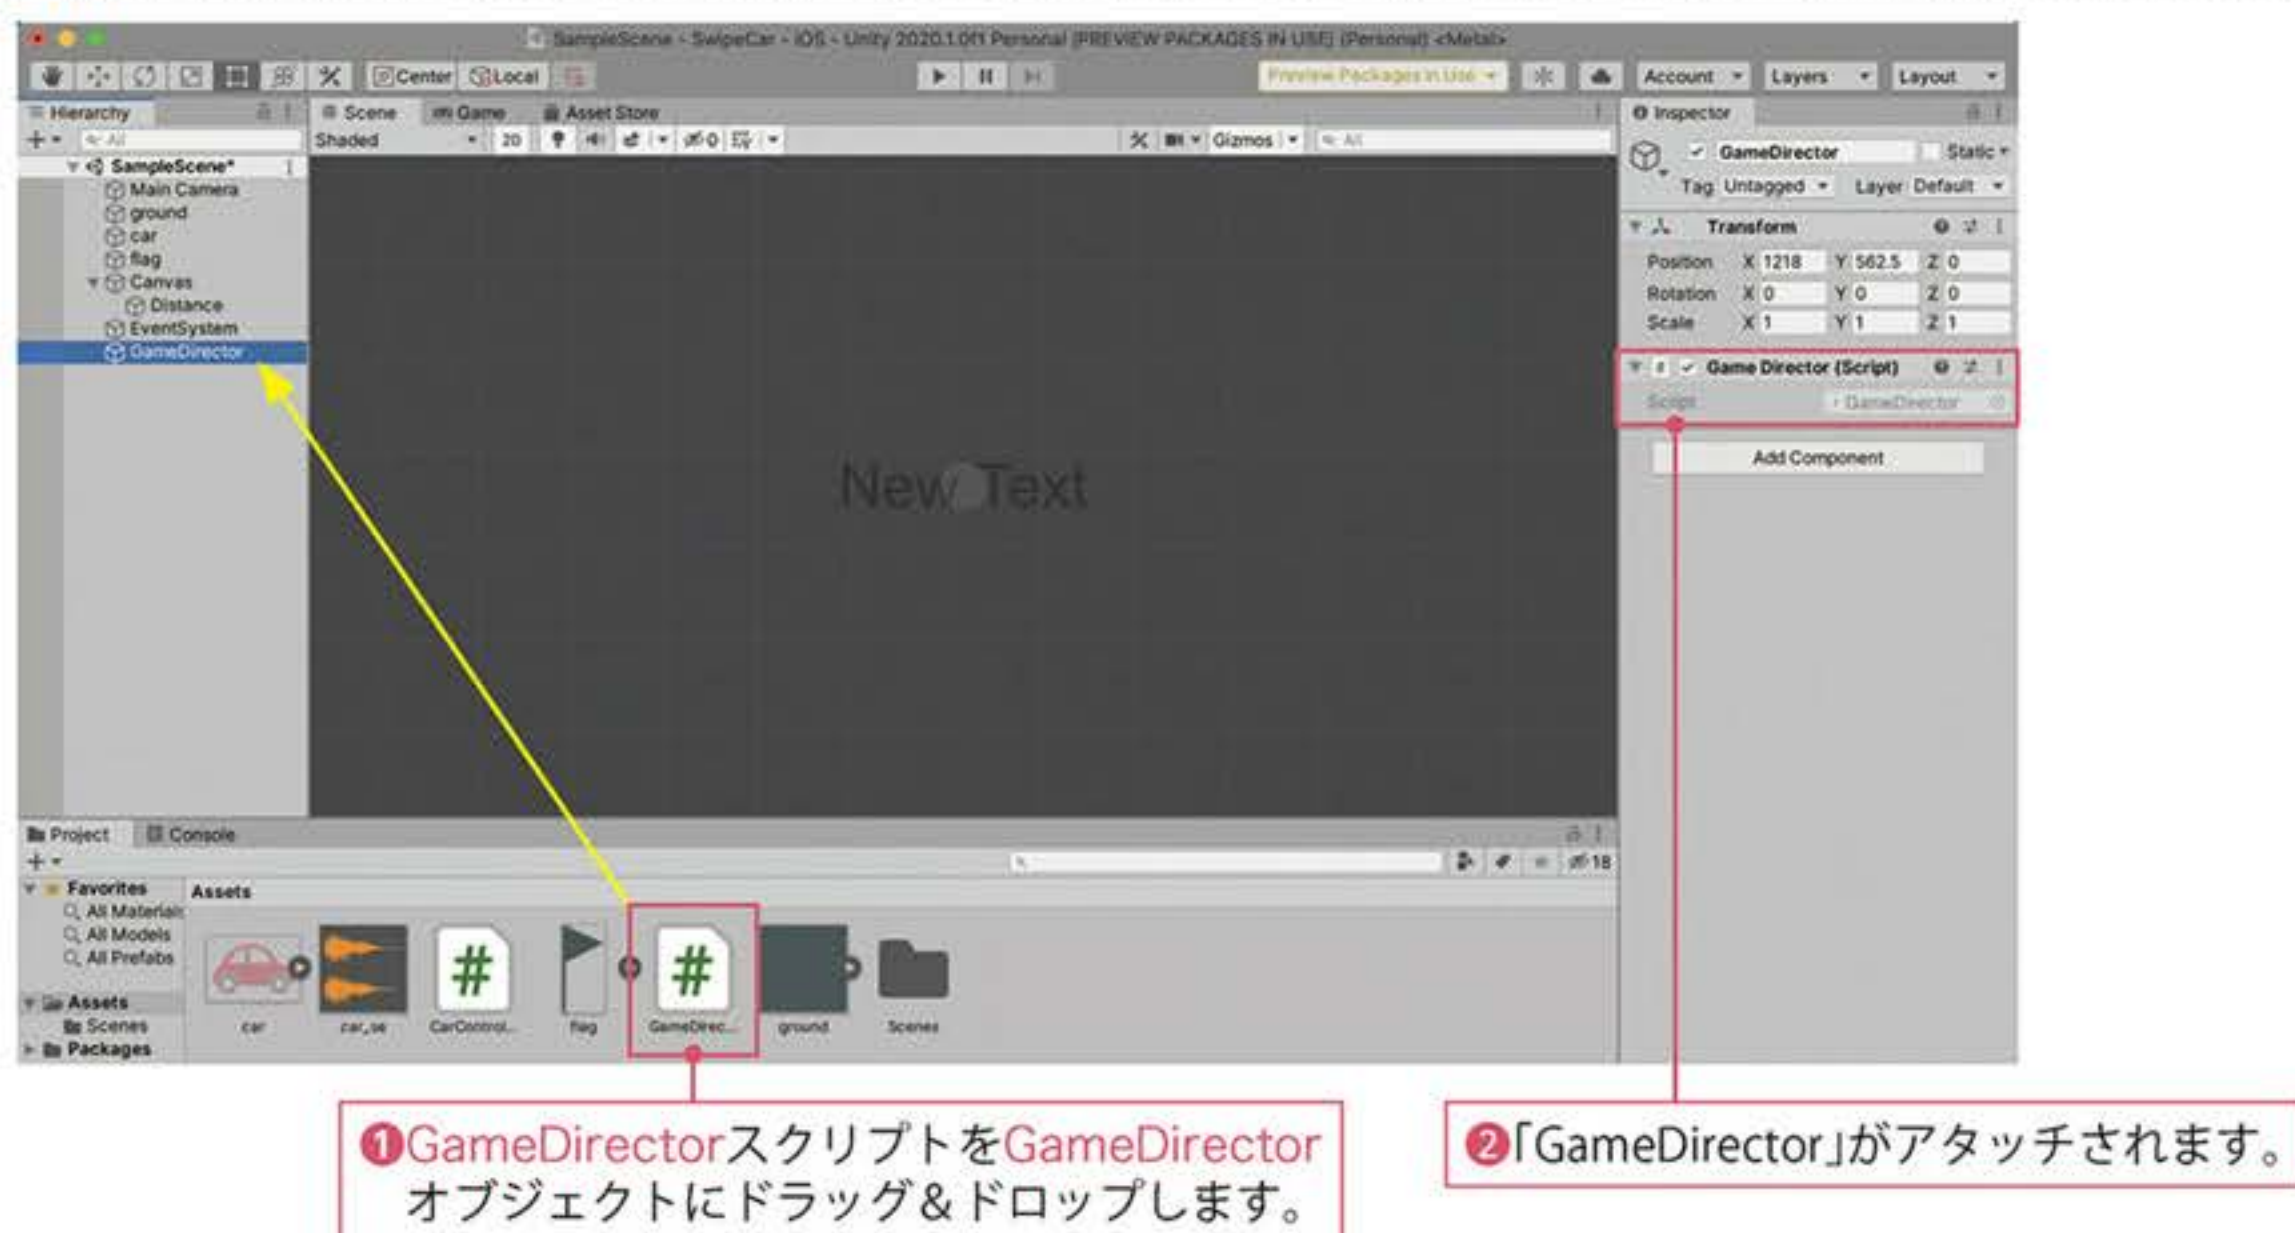 SampleScene - SwipeCar - iOS - Unity 2020.1.0f1 Personal [PREVIEW PACKAGES IN USE] (Personal) <Metal>
Center Local
Preview Packages in Use
Account Layers Layout
Hierarchy
Scene Game Asset Store
Inspector
All
Shaded 2D 0 Gizmos All
SampleScene*
Main Camera
ground
car
flag
Canvas
Distance
EventSystem
GameDirector
New Text
GameDirector Static
Tag Untagged Layer Default
Transform
Position X 1218 Y 562.5 Z 0
Rotation X 0 Y 0 Z 0
Scale X 1 Y 1 Z 1
# Game Director (Script)
Script GameDirector
Add Component
Project Console
18
Favorites
All Materials
All Models
All Prefabs
Assets
Scenes
Packages
Assets
# #
car car_se CarControl... flag GameDirec... ground Scenes
❶GameDirectorスクリプトをGameDirector
オブジェクトにドラッグ&ドロップします。
❷「GameDirector」がアタッチされます。